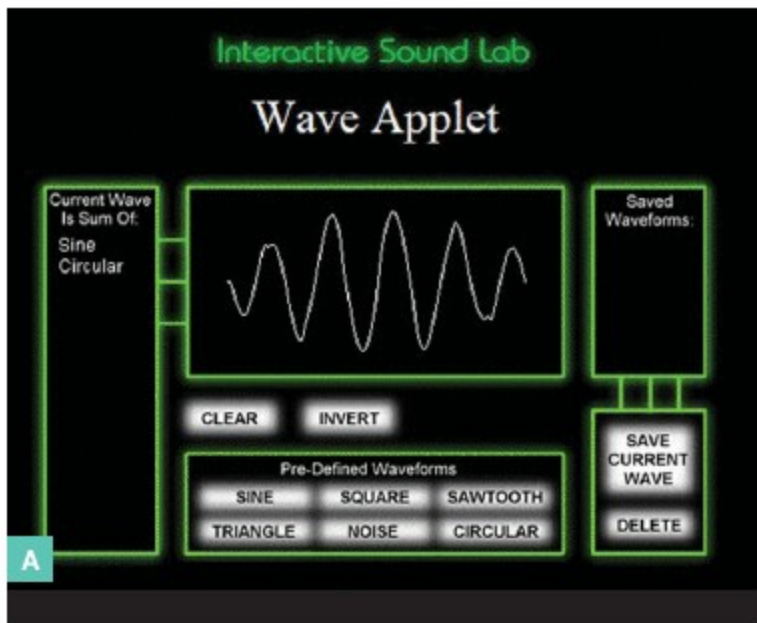 Interactive Sound Lab
Wave Applet
Current Wave
Is Sum Of:
Sine
Circular
Saved
Waveforms:
CLEAR
INVERT
Pre-Defined Waveforms
SINE
SQUARE
SAWTOOTH
TRIANGLE
NOISE
CIRCULAR
SAVE
CURRENT
WAVE
DELETE
A